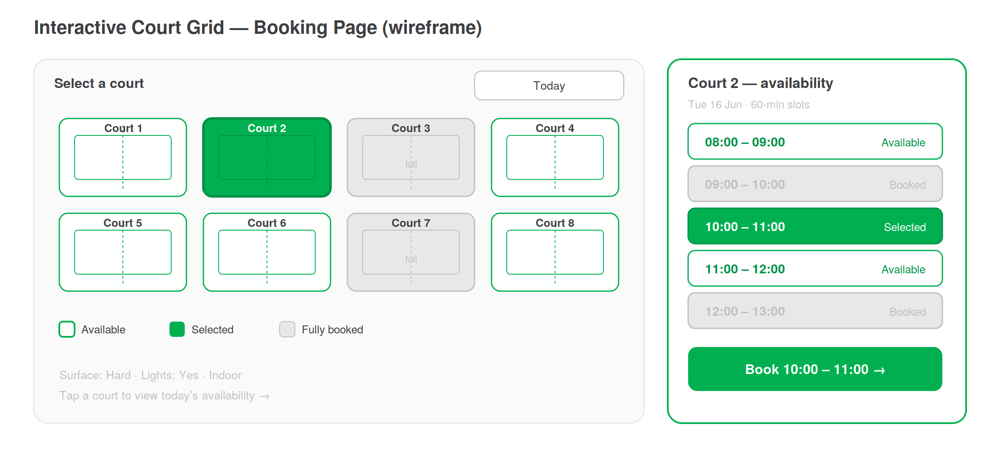 Interactive Court Grid — Booking Page (wireframe)
Select a court
Today
Court 1
Court 2
Court 3
Court 4
full
Court 5
Court 6
Court 7
Court 8
full
Available
Selected
Fully booked
Surface: Hard · Lights: Yes · Indoor
Tap a court to view today’s availability →
Court 2 — availability
Tue 16 Jun · 60-min slots
08:00 – 09:00 Available
09:00 – 10:00 Booked
10:00 – 11:00 Selected
11:00 – 12:00 Available
12:00 – 13:00 Booked
Book 10:00 – 11:00 →